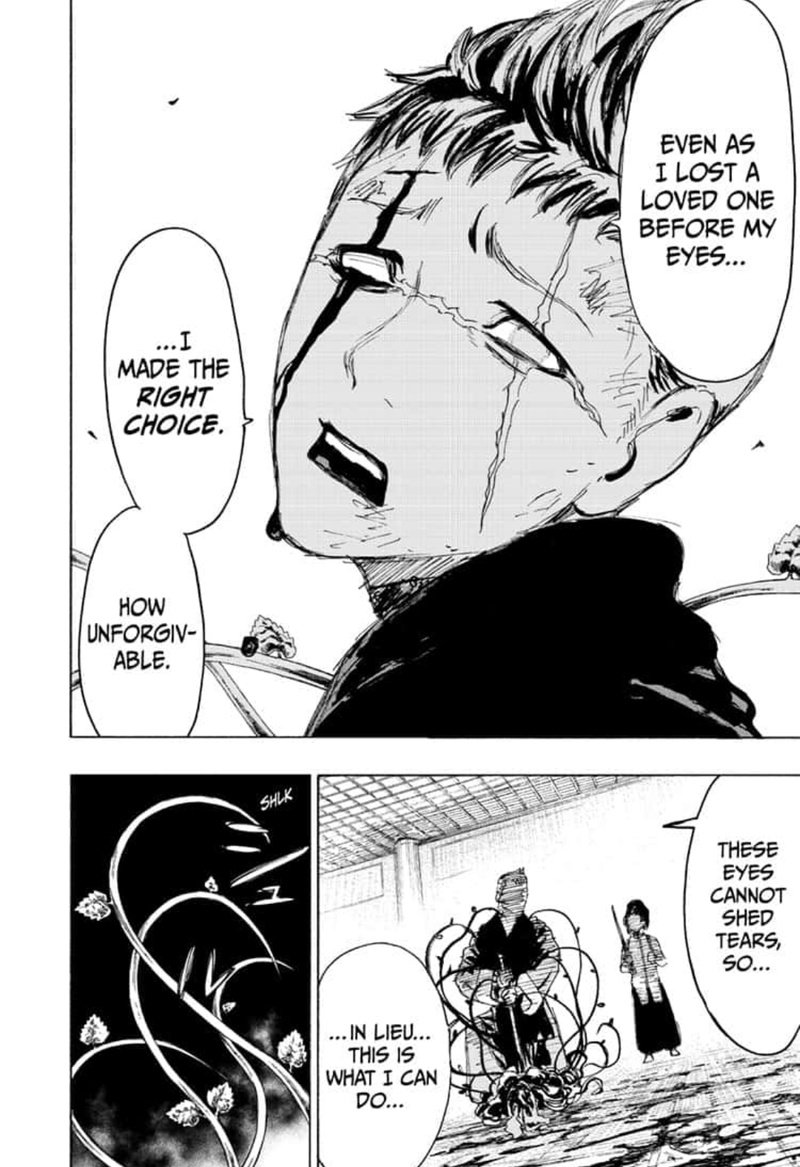 EVEN AS
I LOST A
LOVED ONE
BEFORE MY
EYES...
...I
MADE THE
RIGHT
CHOICE.
HOW
UNFORGIV-
ABLE.
THESE
EYES
CANNOT
SHED
TEARS,
SO...
...IN LIEU...
THIS IS
WHAT I CAN
DO...
SHLK